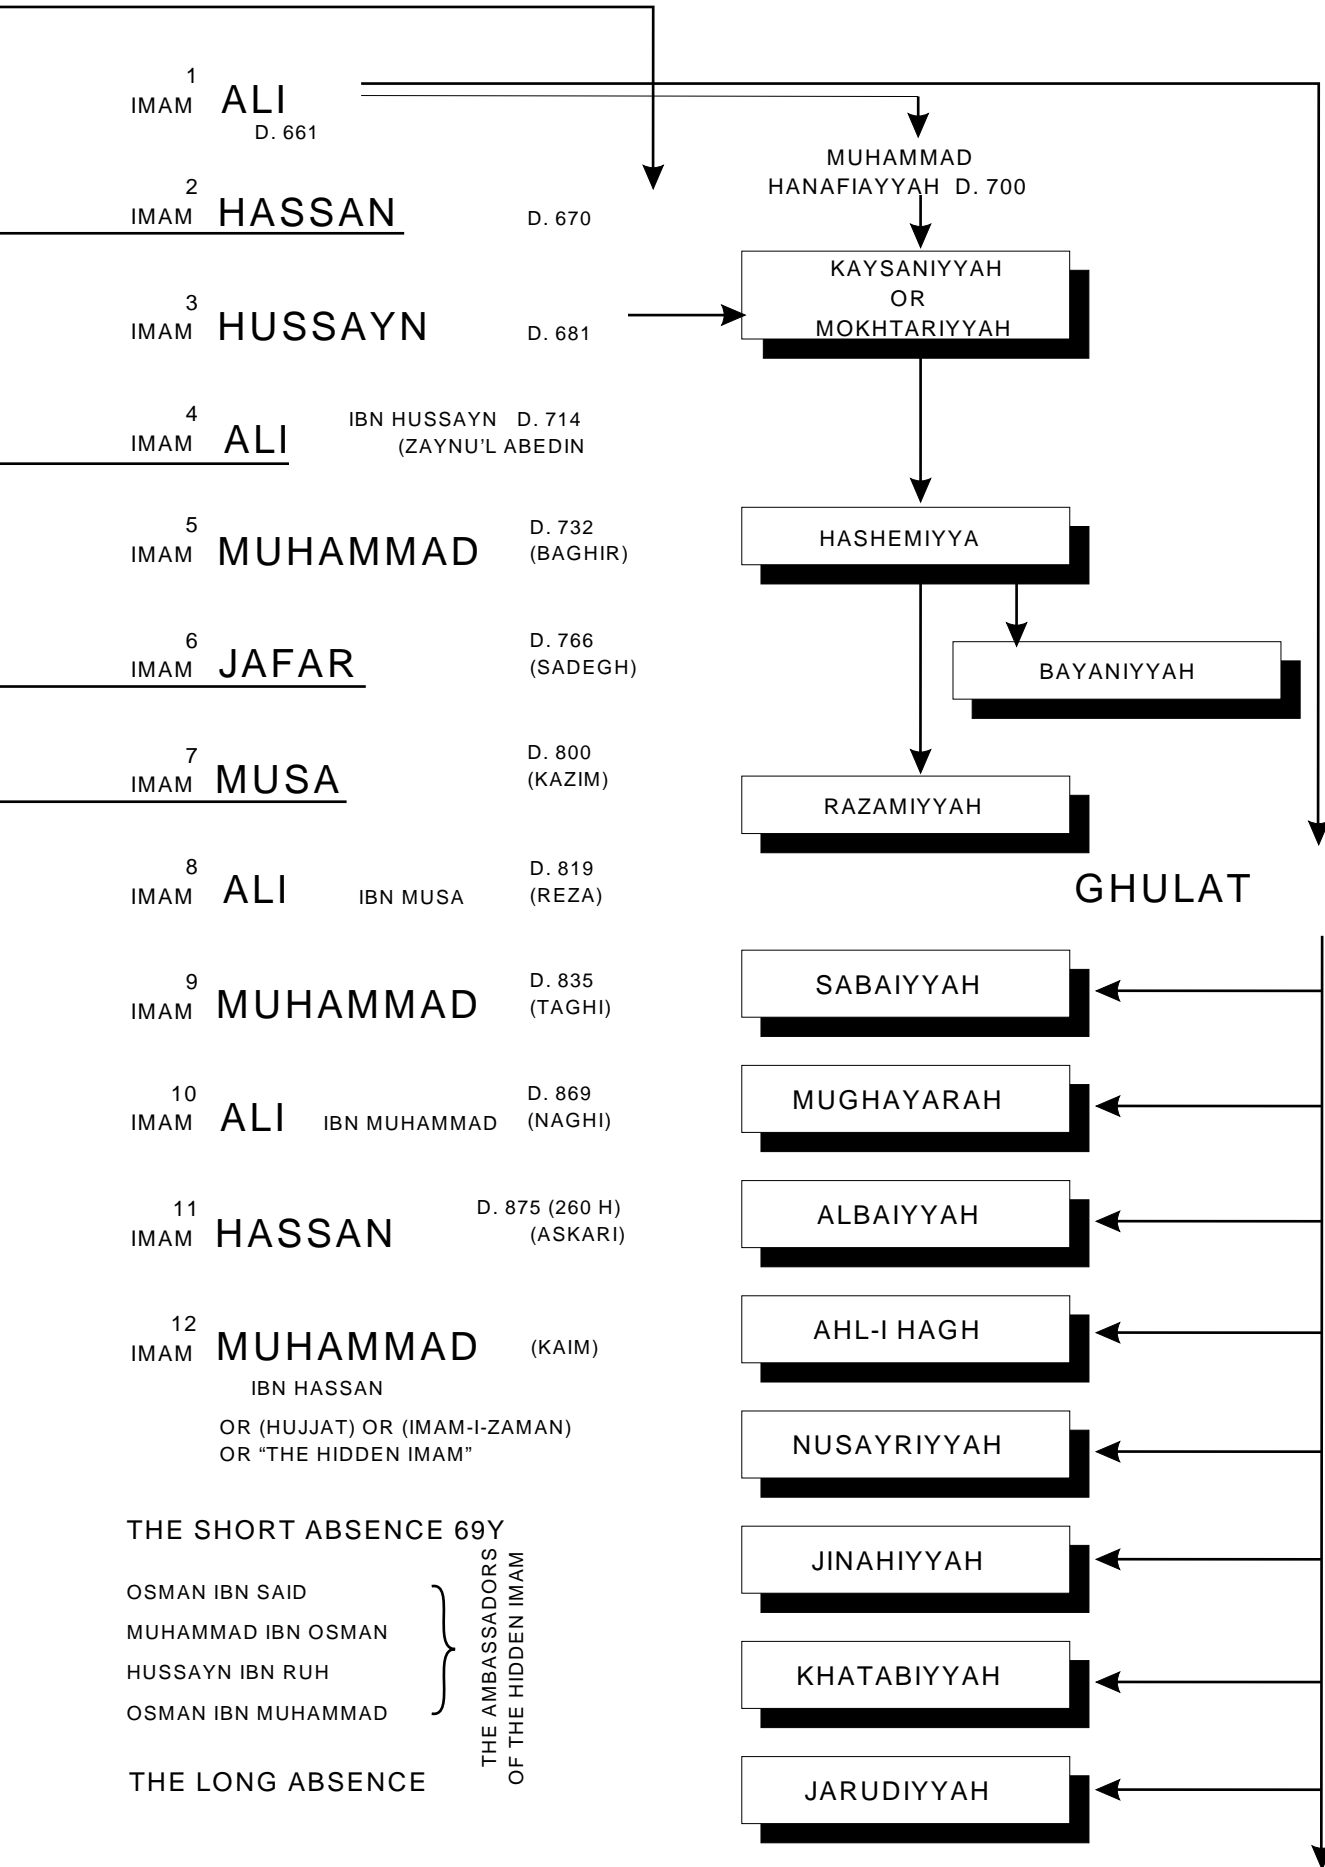 1
IMAM ALI
D. 661
2
IMAM HASSAN D. 670
3
IMAM HUSSAYN D. 681
4
IMAM ALI IBN HUSSAYN D. 714
(ZAYNU'L ABEDIN
5
IMAM MUHAMMAD D. 732
(BAGHIR)
6
IMAM JAFAR D. 766
(SADEGH)
7
IMAM MUSA D. 800
(KAZIM)
8
IMAM ALI IBN MUSA D. 819
(REZA)
9
IMAM MUHAMMAD D. 835
(TAGHI)
10
IMAM ALI IBN MUHAMMAD D. 869
(NAGHI)
11
IMAM HASSAN D. 875 (260 H)
(ASKARI)
12
IMAM MUHAMMAD (KAIM)
IBN HASSAN
OR (HUJJAT) OR (IMAM-I-ZAMAN)
OR “THE HIDDEN IMAM”
THE SHORT ABSENCE 69Y
OSMAN IBN SAID
MUHAMMAD IBN OSMAN
HUSSAYN IBN RUH
OSMAN IBN MUHAMMAD
THE AMBASSADORS
OF THE HIDDEN IMAM
THE LONG ABSENCE
MUHAMMAD
HANAFIAYYAH D. 700
KAYSANIYYAH
OR
MOKHTARIYYAH
HASHEMIYYA
BAYANIYYAH
RAZAMIYYAH
GHULAT
SABAIYYAH
MUGHAYARAH
ALBAIYYAH
AHL-I HAGH
NUSAYRIYYAH
JINAHIYYAH
KHATABIYYAH
JARUDIYYAH